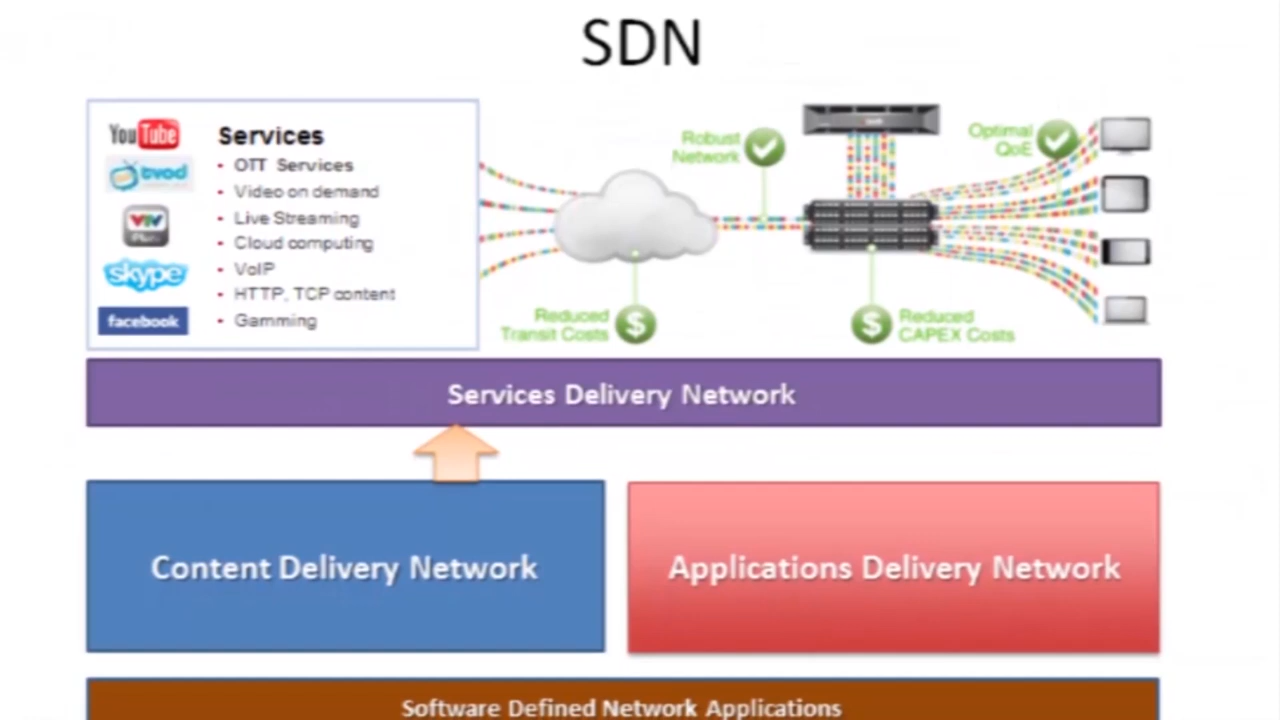 SDN
YouTube
tvod
VTV
skype
facebook
Services
• OTT Services
• Video on demand
• Live Streaming
• Cloud computing
• VoIP
• HTTP, TCP content
• Gamming
Robust
Network
Optimal
QoE
Reduced
Transit Costs
$
$
Reduced
CAPEX Costs
Services Delivery Network
Content Delivery Network
Applications Delivery Network
Software Defined Network Applications